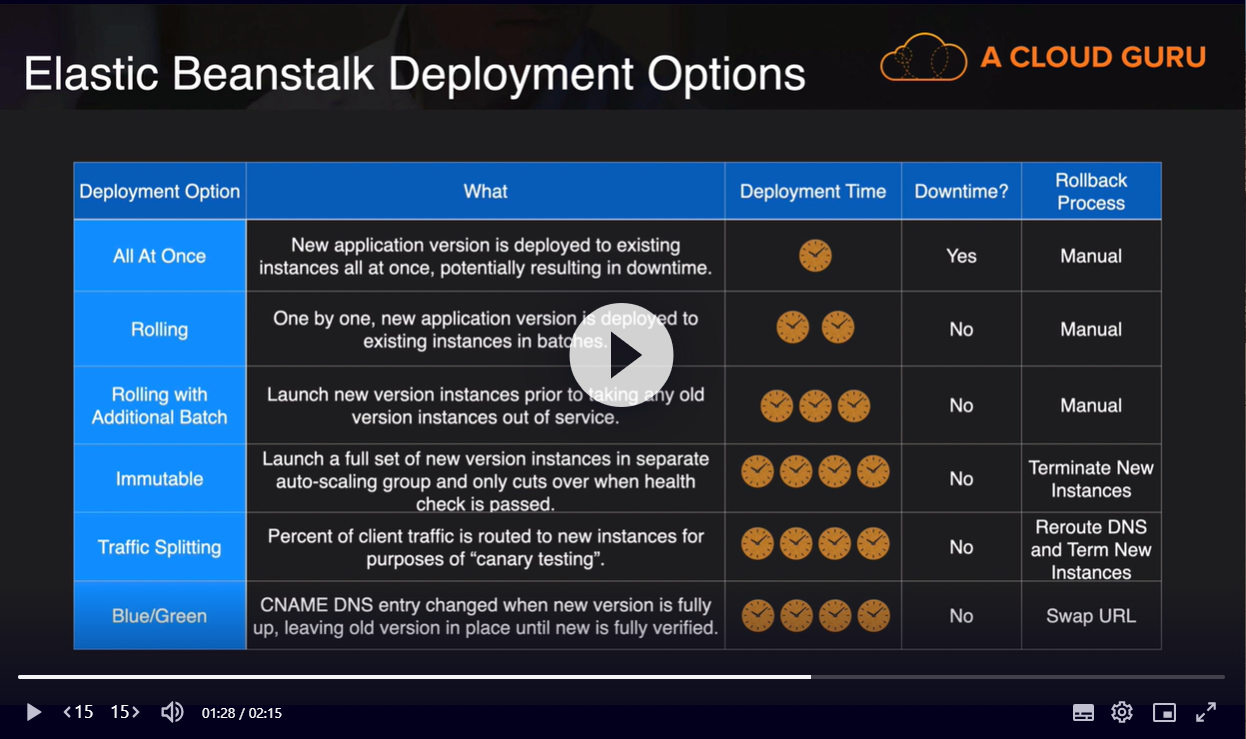 Elastic Beanstalk Deployment Options
A CLOUD GURU
Deployment Option
What
Deployment Time
Downtime?
Rollback
Process
All At Once
New application version is deployed to existing
instances all at once, potentially resulting in downtime.
Yes
Manual
Rolling
One by one, new application version is deployed to
existing instances in batches.
No
Manual
Rolling with
Additional Batch
Launch new version instances prior to taking any old
version instances out of service.
No
Manual
Immutable
Launch a full set of new version instances in separate
auto-scaling group and only cuts over when health
check is passed.
No
Terminate New
Instances
Traffic Splitting
Percent of client traffic is routed to new instances for
purposes of “canary testing”.
No
Reroute DNS
and Term New
Instances
Blue/Green
CNAME DNS entry changed when new version is fully
up, leaving old version in place until new is fully verified.
No
Swap URL
<15 15> 01:28 / 02:15